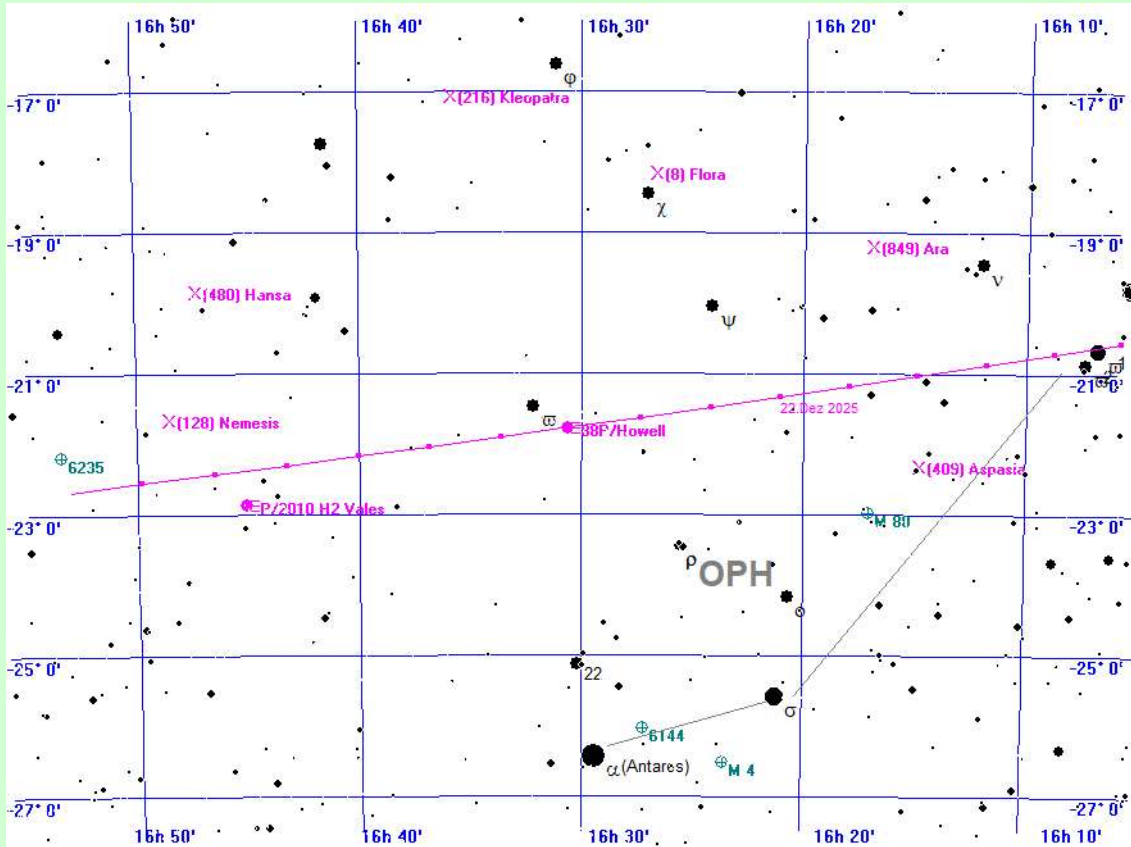 16h 50' 16h 40' 16h 30' 16h 20' 16h 10'
φ
-17° 0' (216) Kleopatra -17° 0'
(8) Flora
χ
-19° 0' (849) Ara -19° 0'
ν
(480) Hansa
ψ
-21° 0' 22.Dez 2025 -21° 0'
(128) Nemesis ϖ 88P/Howell
6235 (409) Aspasia
P/2010 H2 Vales
-23° 0' M 80 -23° 0'
ρ OPH
ο
-25° 0' 22 -25° 0'
σ
6144
α(Antares) M 4
-27° 0' -27° 0'
16h 50' 16h 40' 16h 30' 16h 20' 16h 10'